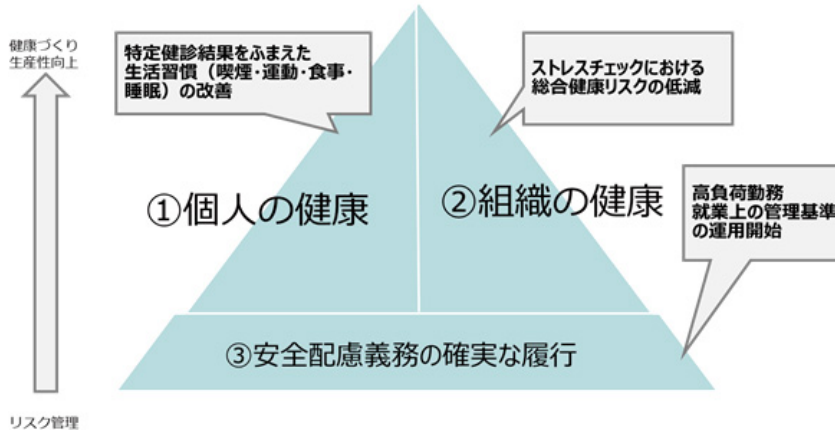 健康づくり
生産性向上
特定健診結果をふまえた
生活習慣（喫煙・運動・食事・
睡眠）の改善
ストレスチェックにおける
総合健康リスクの低減
①個人の健康
②組織の健康
高負荷勤務
就業上の管理基準
の運用開始
③安全配慮義務の確実な履行
リスク管理